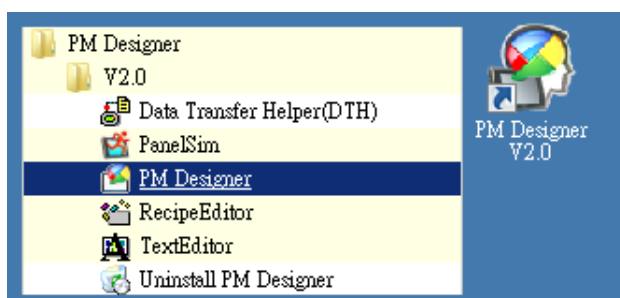 PM Designer
V2.0
Data Transfer Helper(DTH)
PanelSim
PM Designer
RecipeEditor
TextEditor
Uninstall PM Designer
PM Designer
V2.0